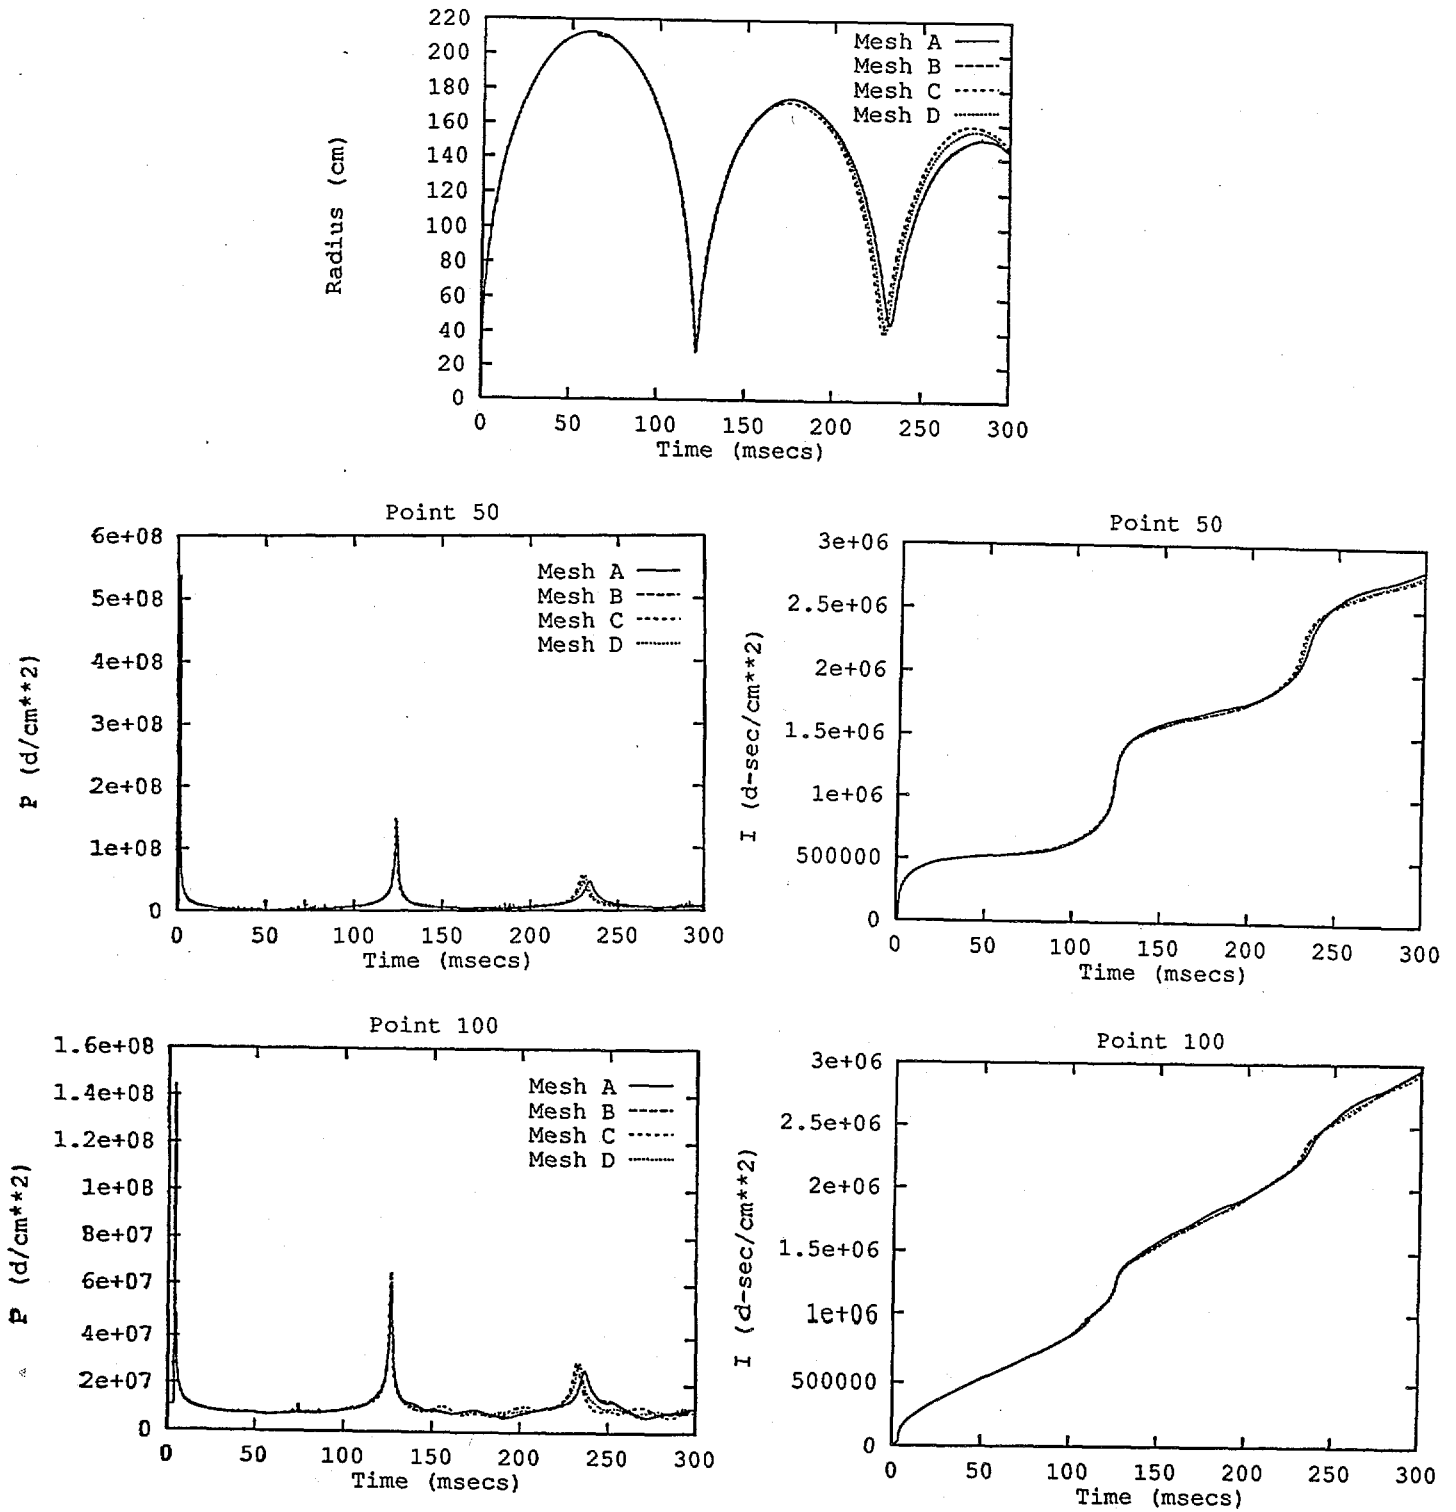 220
200
180
160
140
120
100
80
60
40
20
0
Radius (cm)
Mesh A
Mesh B
Mesh C
Mesh D
0 50 100 150 200 250 300
Time (msecs)
Point 50
6e+08
5e+08
4e+08
3e+08
2e+08
1e+08
0
P (d/cm**2)
Mesh A
Mesh B
Mesh C
Mesh D
0 50 100 150 200 250 300
Time (msecs)
Point 50
3e+06
2.5e+06
2e+06
1.5e+06
1e+06
500000
0
I (d-sec/cm**2)
0 50 100 150 200 250 300
Time (msecs)
Point 100
1.6e+08
1.4e+08
1.2e+08
1e+08
8e+07
6e+07
4e+07
2e+07
0
P (d/cm**2)
Mesh A
Mesh B
Mesh C
Mesh D
0 50 100 150 200 250 300
Time (msecs)
Point 100
3e+06
2.5e+06
2e+06
1.5e+06
1e+06
500000
0
I (d-sec/cm**2)
0 50 100 150 200 250 300
Time (msecs)